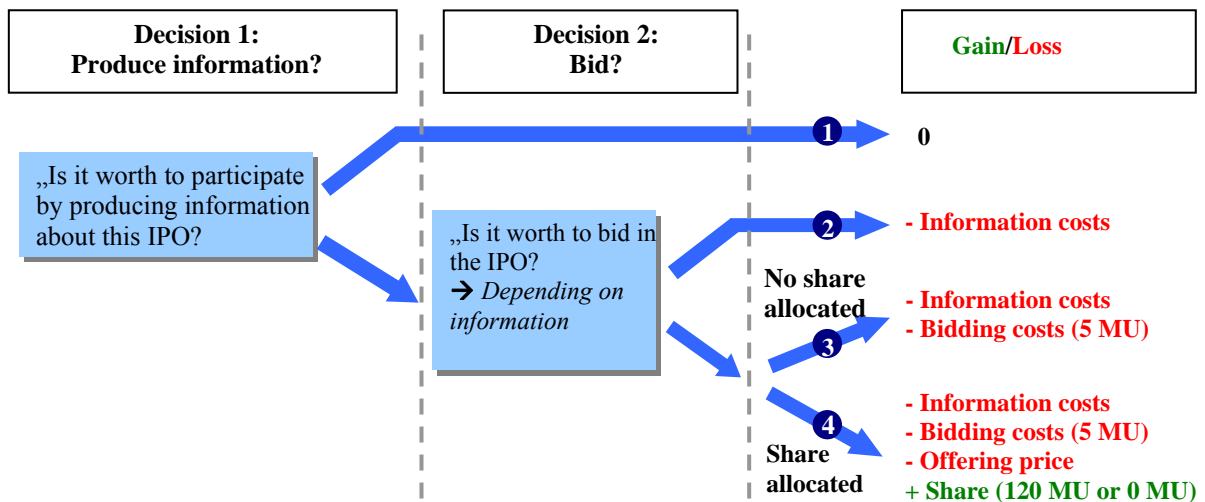 Decision 1:
Produce information?
Decision 2:
Bid?
Gain/Loss
1
0
„Is it worth to participate
by producing information
about this IPO?
2
- Information costs
„Is it worth to bid in
the IPO?
→ Depending on
information
No share
allocated
3
- Information costs
- Bidding costs (5 MU)
4
Share
allocated
- Information costs
- Bidding costs (5 MU)
- Offering price
+ Share (120 MU or 0 MU)